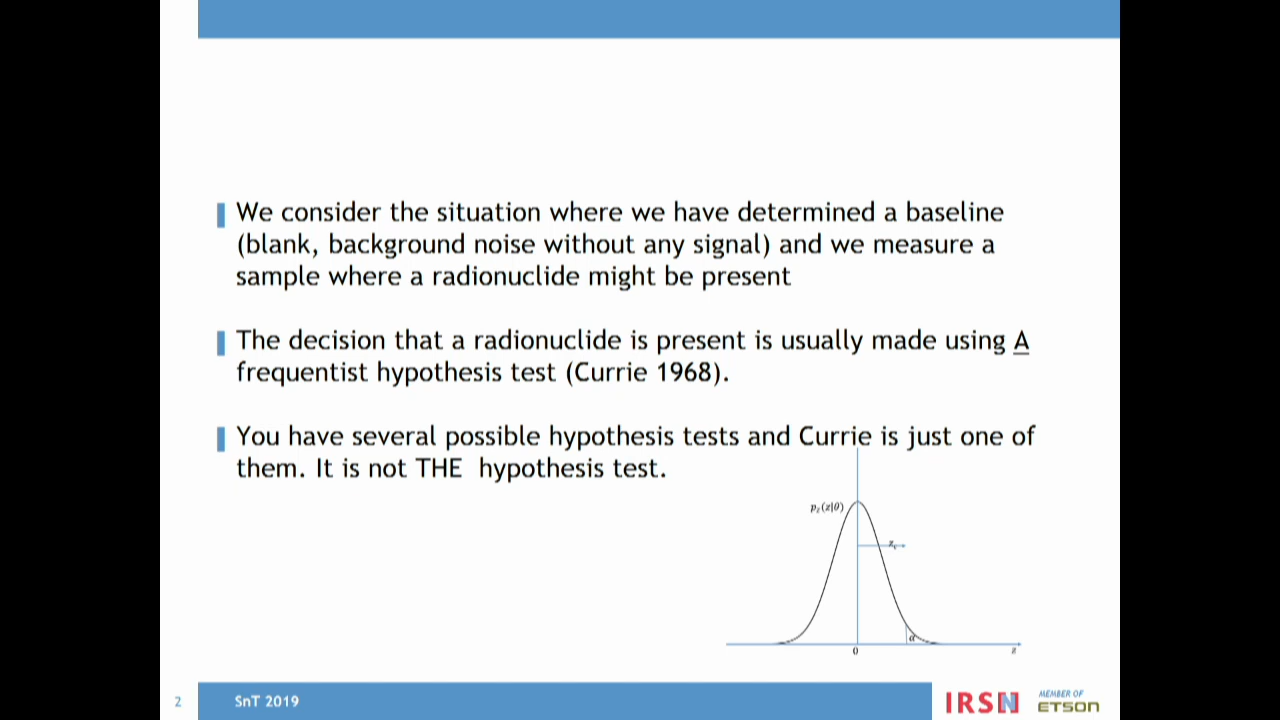 We consider the situation where we have determined a baseline
(blank, background noise without any signal) and we measure a
sample where a radionuclide might be present
The decision that a radionuclide is present is usually made using A
frequentist hypothesis test (Currie 1968).
You have several possible hypothesis tests and Currie is just one of
them. It is not THE hypothesis test.
p_z(z|0)
z_c
α
0
z
2
SnT 2019
IRSN
MEMBER OF
ETSON